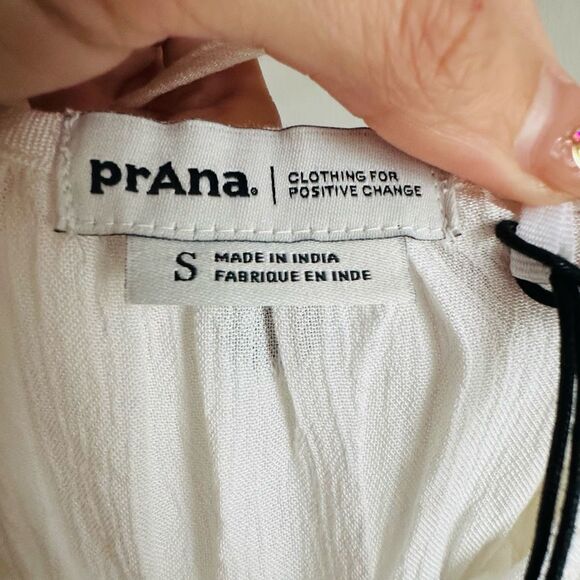 prAna.
CLOTHING FOR
POSITIVE CHANGE
S
MADE IN INDIA
FABRIQUE EN INDE